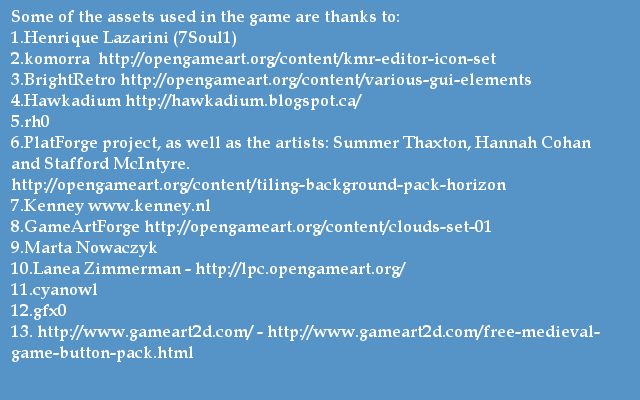 Some of the assets used in the game are thanks to:
1.Henrique Lazarini (7Soul1)
2.komorra  http://opengameart.org/content/kmr-editor-icon-set
3.BrightRetro http://opengameart.org/content/various-gui-elements
4.Hawkadium http://hawkadium.blogspot.ca/
5.rh0
6.PlatForge project, as well as the artists: Summer Thaxton, Hannah Cohan
and Stafford McIntyre.
http://opengameart.org/content/tiling-background-pack-horizon
7.Kenney www.kenney.nl
8.GameArtForge http://opengameart.org/content/clouds-set-01
9.Marta Nowaczyk
10.Lanea Zimmerman - http://lpc.opengameart.org/
11.cyanowl
12.gfx0
13. http://www.gameart2d.com/ - http://www.gameart2d.com/free-medieval-
game-button-pack.html